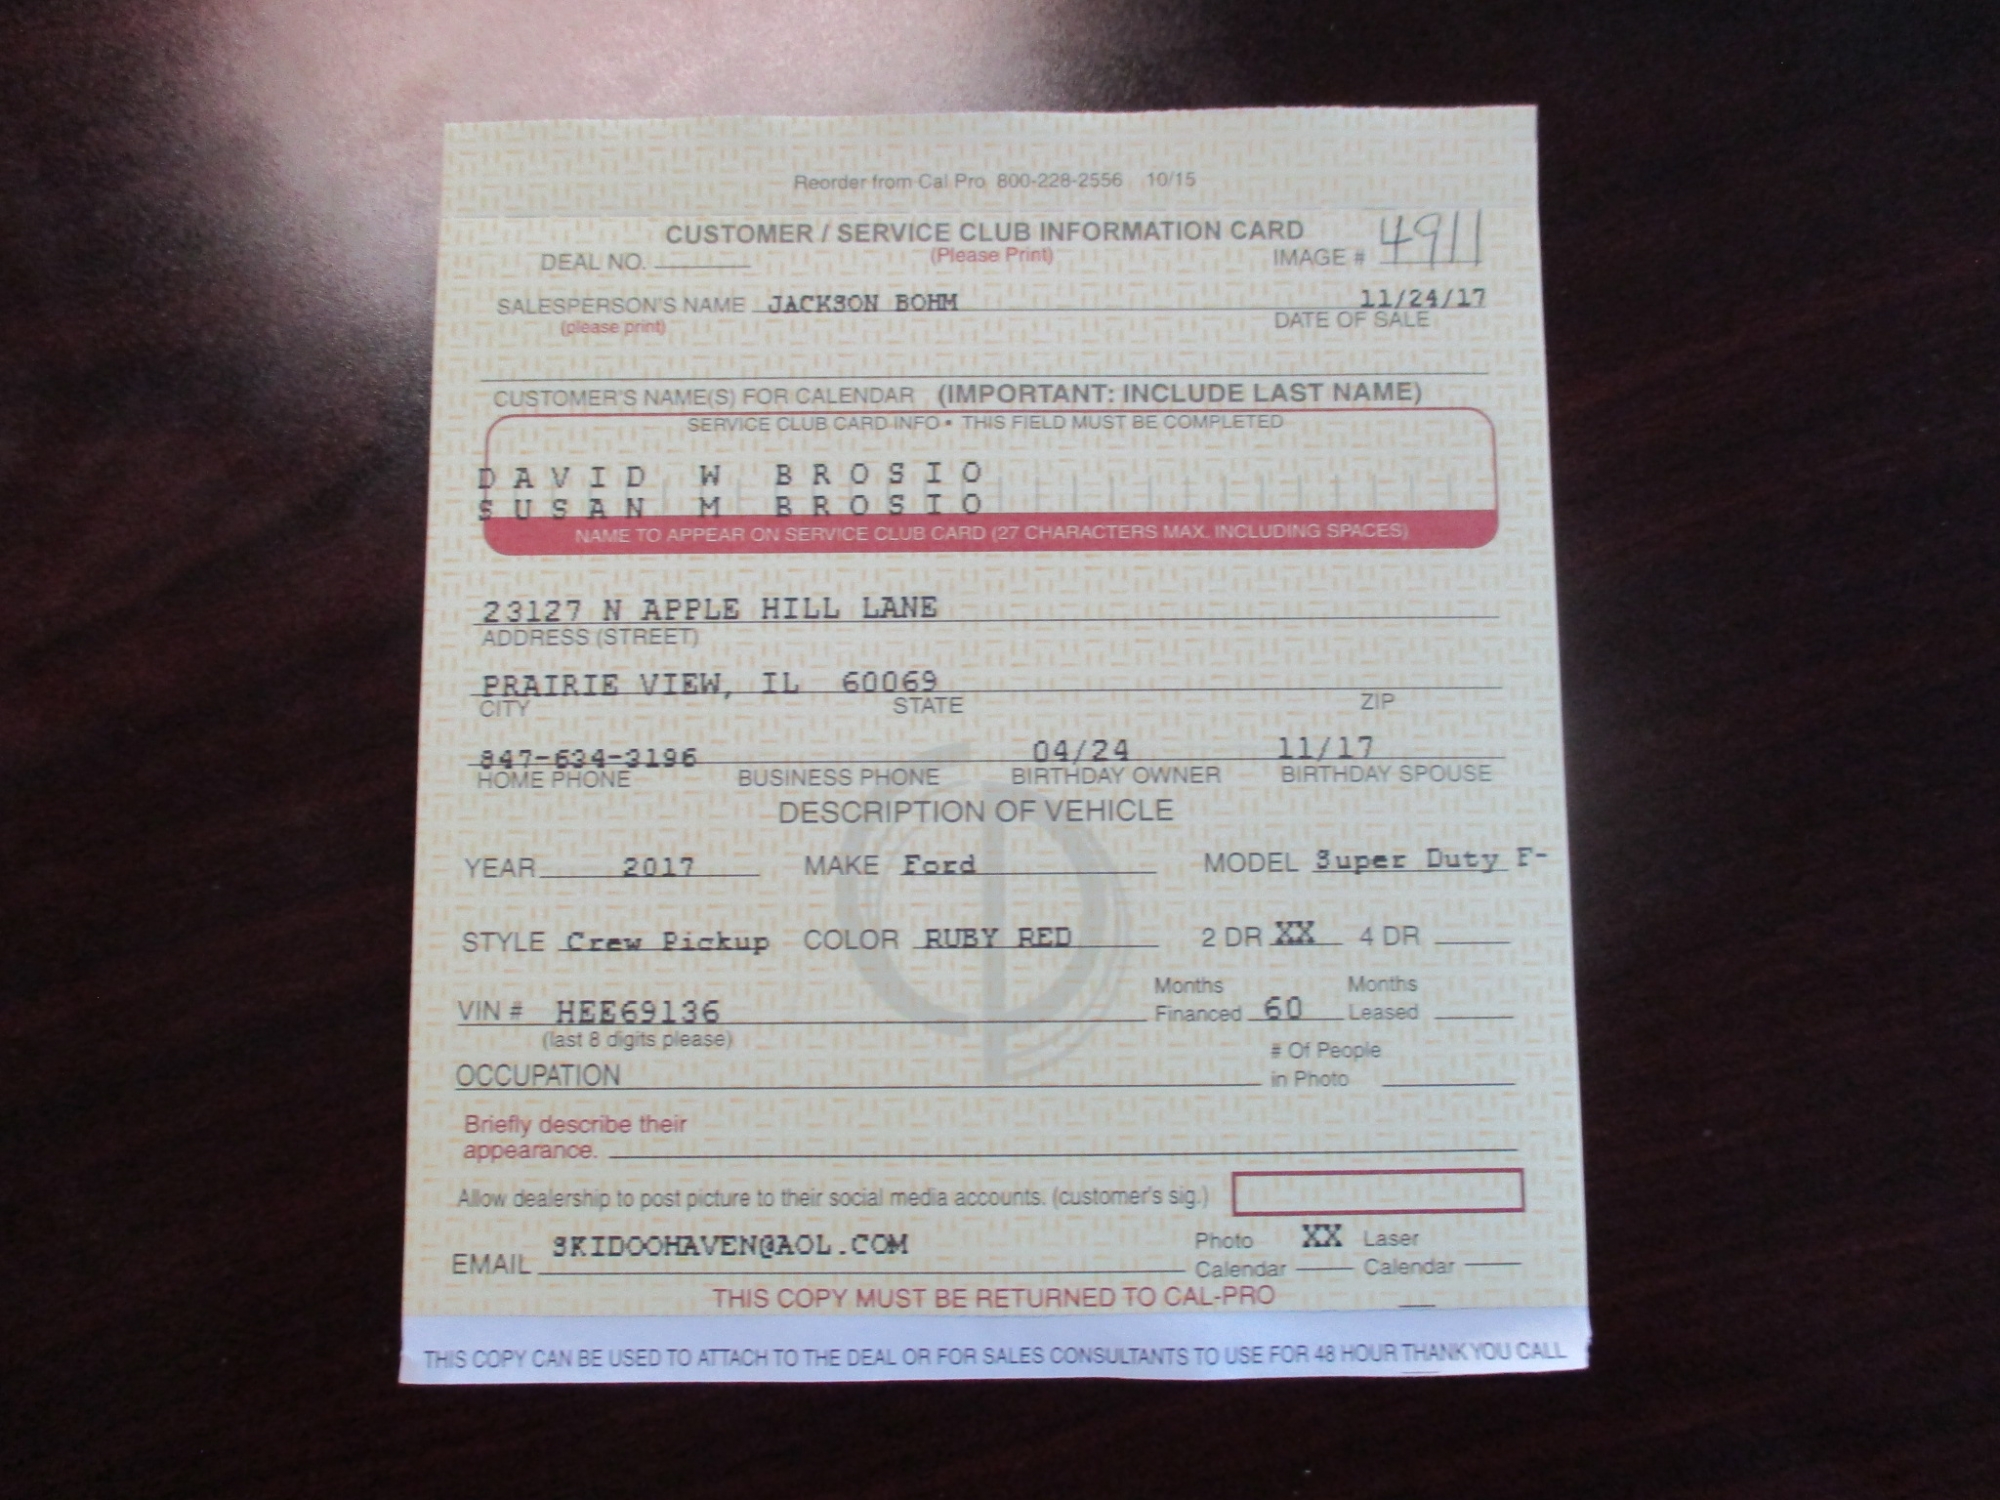 Reorder from Cal Pro 800-228-2556 10/15
CUSTOMER / SERVICE CLUB INFORMATION CARD
DEAL NO. (Please Print) IMAGE # 4911
SALESPERSON'S NAME JACKSON BOHM 11/24/17
(please print) DATE OF SALE
CUSTOMER'S NAME(S) FOR CALENDAR (IMPORTANT: INCLUDE LAST NAME)
SERVICE CLUB CARD INFO • THIS FIELD MUST BE COMPLETED
DAVID W BROSIO
SUSAN M BROSIO
NAME TO APPEAR ON SERVICE CLUB CARD (27 CHARACTERS MAX. INCLUDING SPACES)
23127 N APPLE HILL LANE
ADDRESS (STREET)
PRAIRIE VIEW, IL 60069
CITY STATE ZIP
847-634-3196 04/24 11/17
HOME PHONE BUSINESS PHONE BIRTHDAY OWNER BIRTHDAY SPOUSE
DESCRIPTION OF VEHICLE
YEAR 2017 MAKE Ford MODEL Super Duty F-
STYLE Crew Pickup COLOR RUBY RED 2 DR XX 4 DR
Months Months
VIN # HEE69136 Financed 60 Leased
(last 8 digits please)
# Of People
OCCUPATION in Photo
Briefly describe their
appearance.
Allow dealership to post picture to their social media accounts. (customer's sig.)
SKIDOOHAVEN@AOL.COM Photo XX Laser
EMAIL Calendar Calendar
THIS COPY MUST BE RETURNED TO CAL-PRO
THIS COPY CAN BE USED TO ATTACH TO THE DEAL OR FOR SALES CONSULTANTS TO USE FOR 48 HOUR THANK YOU CALL